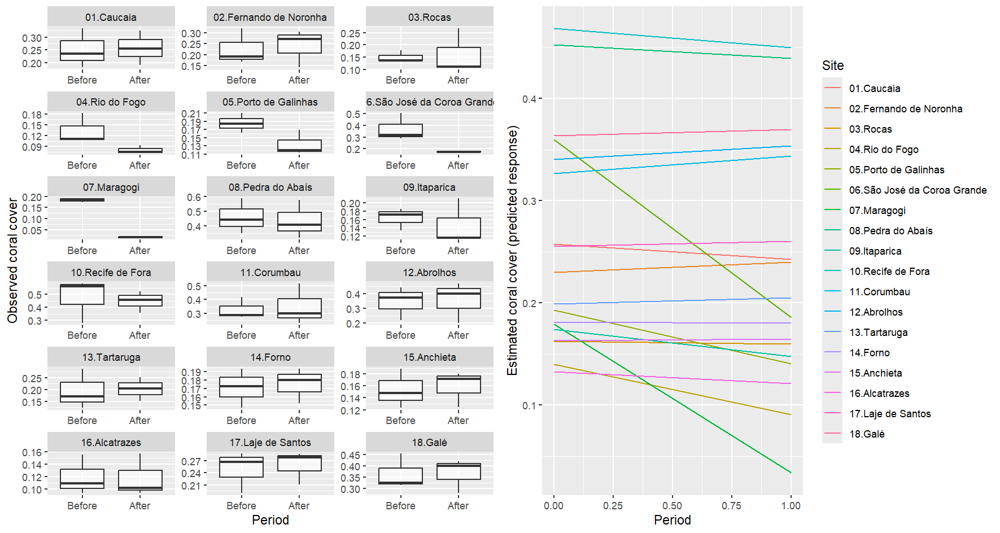 Observed coral cover
01.Caucaia
0.30
0.25
0.20
Before After
02.Fernando de Noronha
0.30
0.25
0.20
0.15
Before After
03.Rocas
0.25
0.20
0.15
0.10
Before After
04.Rio do Fogo
0.18
0.15
0.12
0.09
Before After
05.Porto de Galinhas
0.21
0.19
0.17
0.15
0.13
0.11
Before After
6.São José da Coroa Grande
0.5
0.4
0.3
0.2
Before After
07.Maragogi
0.20
0.15
0.10
0.05
Before After
08.Pedra do Abaís
0.6
0.5
0.4
Before After
09.Itaparica
0.20
0.18
0.16
0.14
0.12
Before After
10.Recife de Fora
0.5
0.4
0.3
Before After
11.Corumbau
0.5
0.4
0.3
Before After
12.Abrolhos
0.4
0.3
0.2
Before After
13.Tartaruga
0.25
0.20
0.15
Before After
14.Forno
0.19
0.18
0.17
0.16
0.15
Before After
15.Anchieta
0.18
0.16
0.14
0.12
Before After
16.Alcatrazes
0.16
0.14
0.12
0.10
Before After
17.Laje de Santos
0.27
0.24
0.21
Before After
18.Galé
0.45
0.40
0.35
0.30
Before After
Period
Estimated coral cover (predicted response)
0.4
0.3
0.2
0.1
0.00 0.25 0.50 0.75 1.00
Period
Site
01.Caucaia
02.Fernando de Noronha
03.Rocas
04.Rio do Fogo
05.Porto de Galinhas
06.São José da Coroa Grande
07.Maragogi
08.Pedra do Abaís
09.Itaparica
10.Recife de Fora
11.Corumbau
12.Abrolhos
13.Tartaruga
14.Forno
15.Anchieta
16.Alcatrazes
17.Laje de Santos
18.Galé